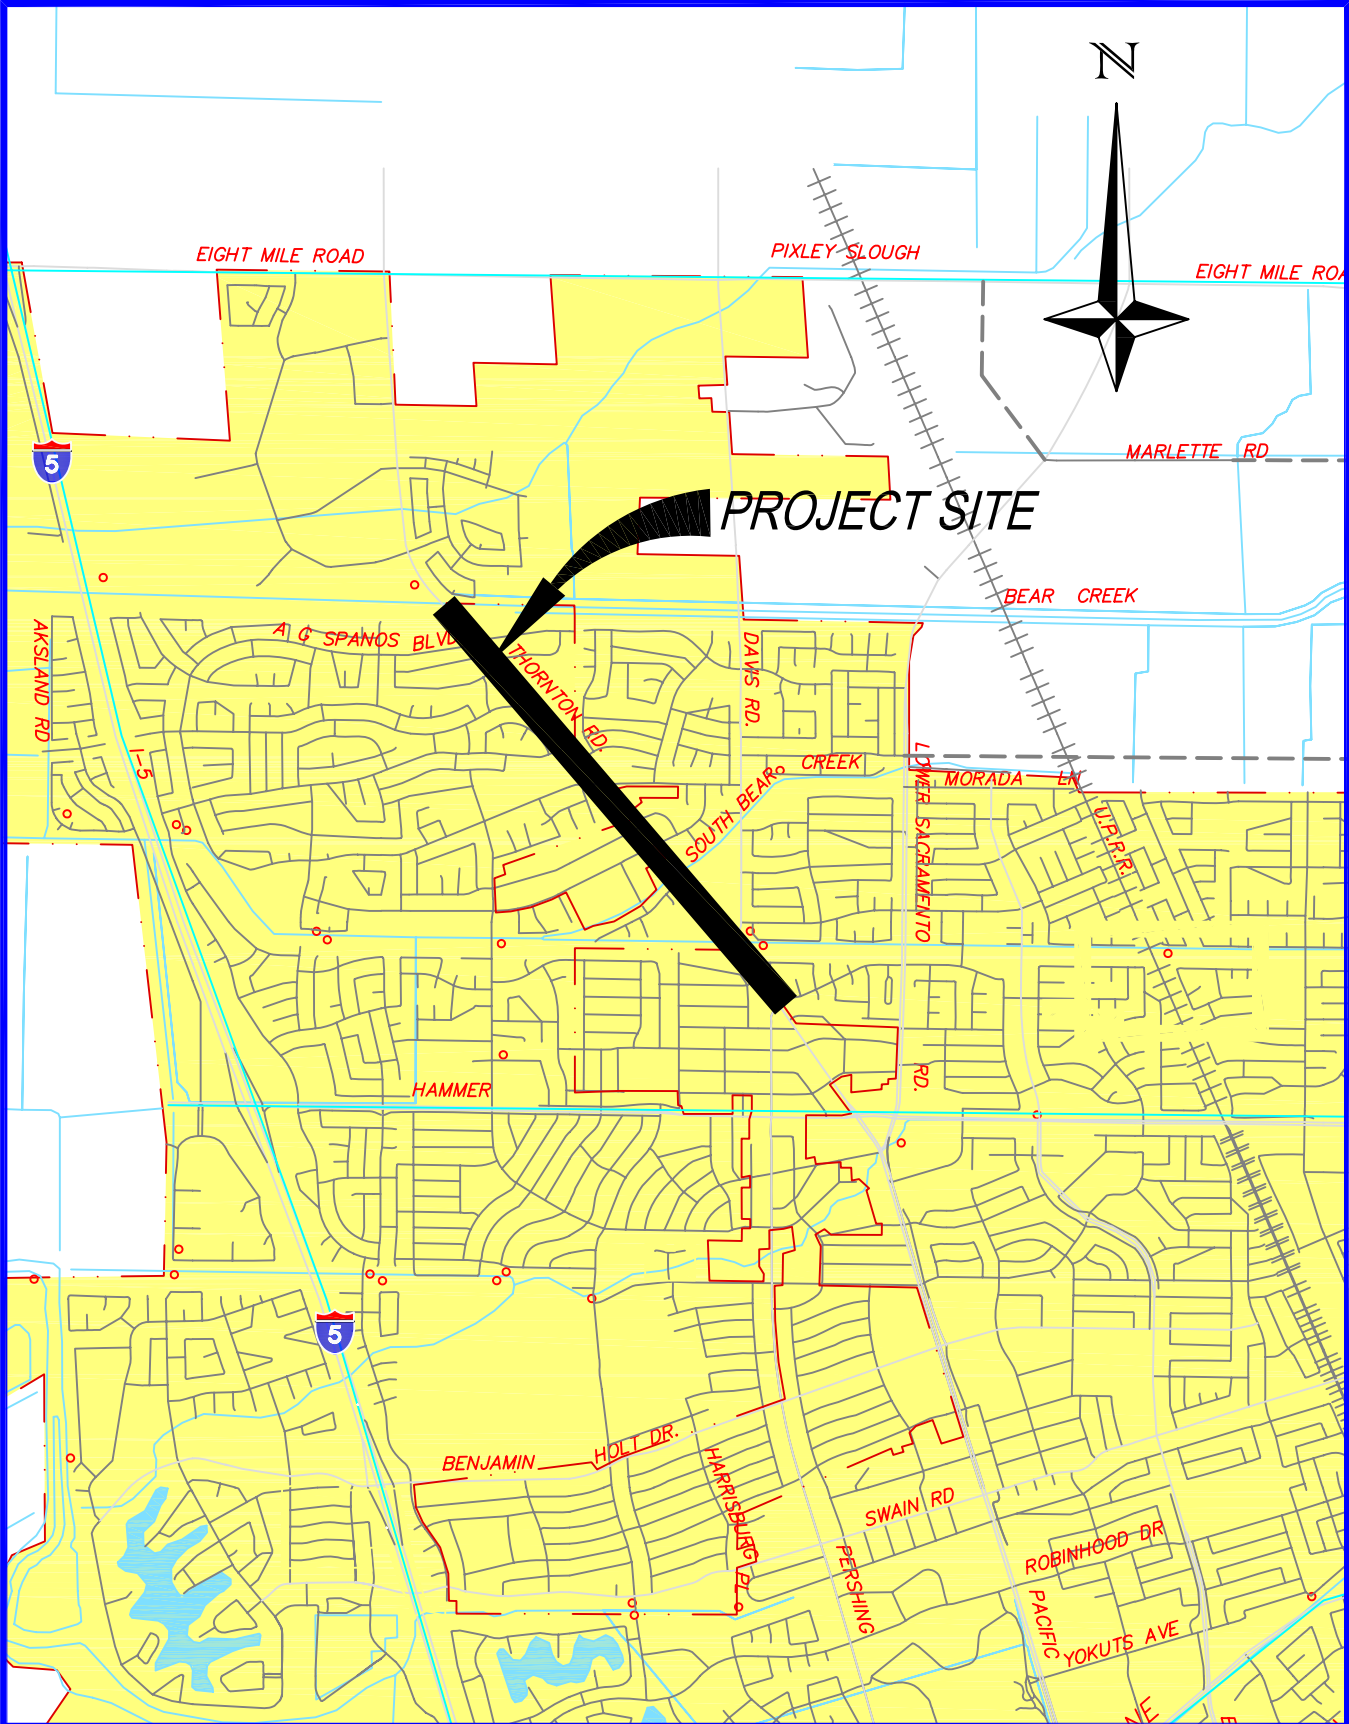 N
EIGHT MILE ROAD
PIXLEY SLOUGH
EIGHT MILE ROA
MARLETTE RD
5
PROJECT SITE
BEAR CREEK
AKSLAND RD
A G SPANOS BLVD
THORNTON RD.
DAVIS RD.
I-5
SOUTH BEAR CREEK
LOWER SACRAMENTO RD.
MORADA LN
U.P.R.R.
HAMMER
5
BENJAMIN HOLT DR.
HARRISBURG PL
SWAIN RD
PERSHING
ROBINHOOD DR
PACIFIC
YOKUTS AVE
NE